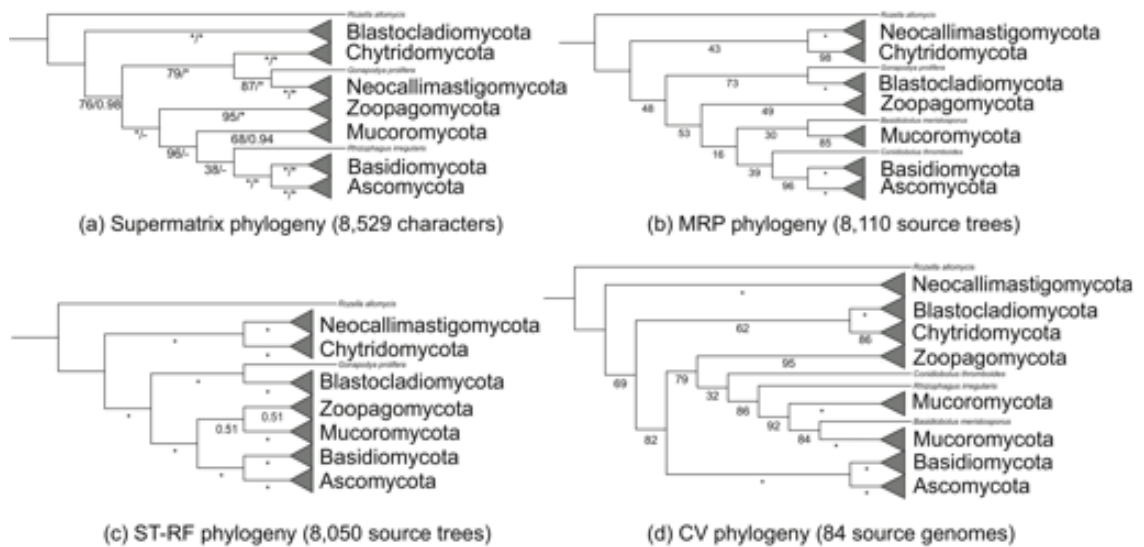 Rozella allomycis
Blastocladiomycota
*/*
Chytridomycota
*/*
79/*
Gonapodya prolifera
87/*
Neocallimastigomycota
*/*
76/0.98
Zoopagomycota
95/*
*/-
Mucoromycota
68/0.94
96/-
Rhizophagus irregularis
38/-
*/*
Basidiomycota
*/*
Ascomycota
*/*
(a) Supermatrix phylogeny (8,529 characters)
Rozella allomycis
Neocallimastigomycota
*
43
Chytridomycota
98
Gonapodya prolifera
73
Blastocladiomycota
*
48
Zoopagomycota
49
53
Basidiobolus meristosporus
30
Mucoromycota
85
16
Conidiobolus thromboides
39
Basidiomycota
*
96
Ascomycota
*
(b) MRP phylogeny (8,110 source trees)
Rozella allomycis
Neocallimastigomycota
*
*
Chytridomycota
*
Gonapodya prolifera
*
Blastocladiomycota
*
*
Zoopagomycota
0.51
0.51
Mucoromycota
*
*
Basidiomycota
*
*
Ascomycota
*
(c) ST-RF phylogeny (8,050 source trees)
Rozella allomycis
Neocallimastigomycota
*
Blastocladiomycota
*
62
Chytridomycota
86
Zoopagomycota
95
69
79
Conidiobolus thromboides
32
Rhizophagus irregularis
86
Mucoromycota
*
92
Basidiobolus meristosporus
84
Mucoromycota
*
82
Basidiomycota
*
*
Ascomycota
*
(d) CV phylogeny (84 source genomes)